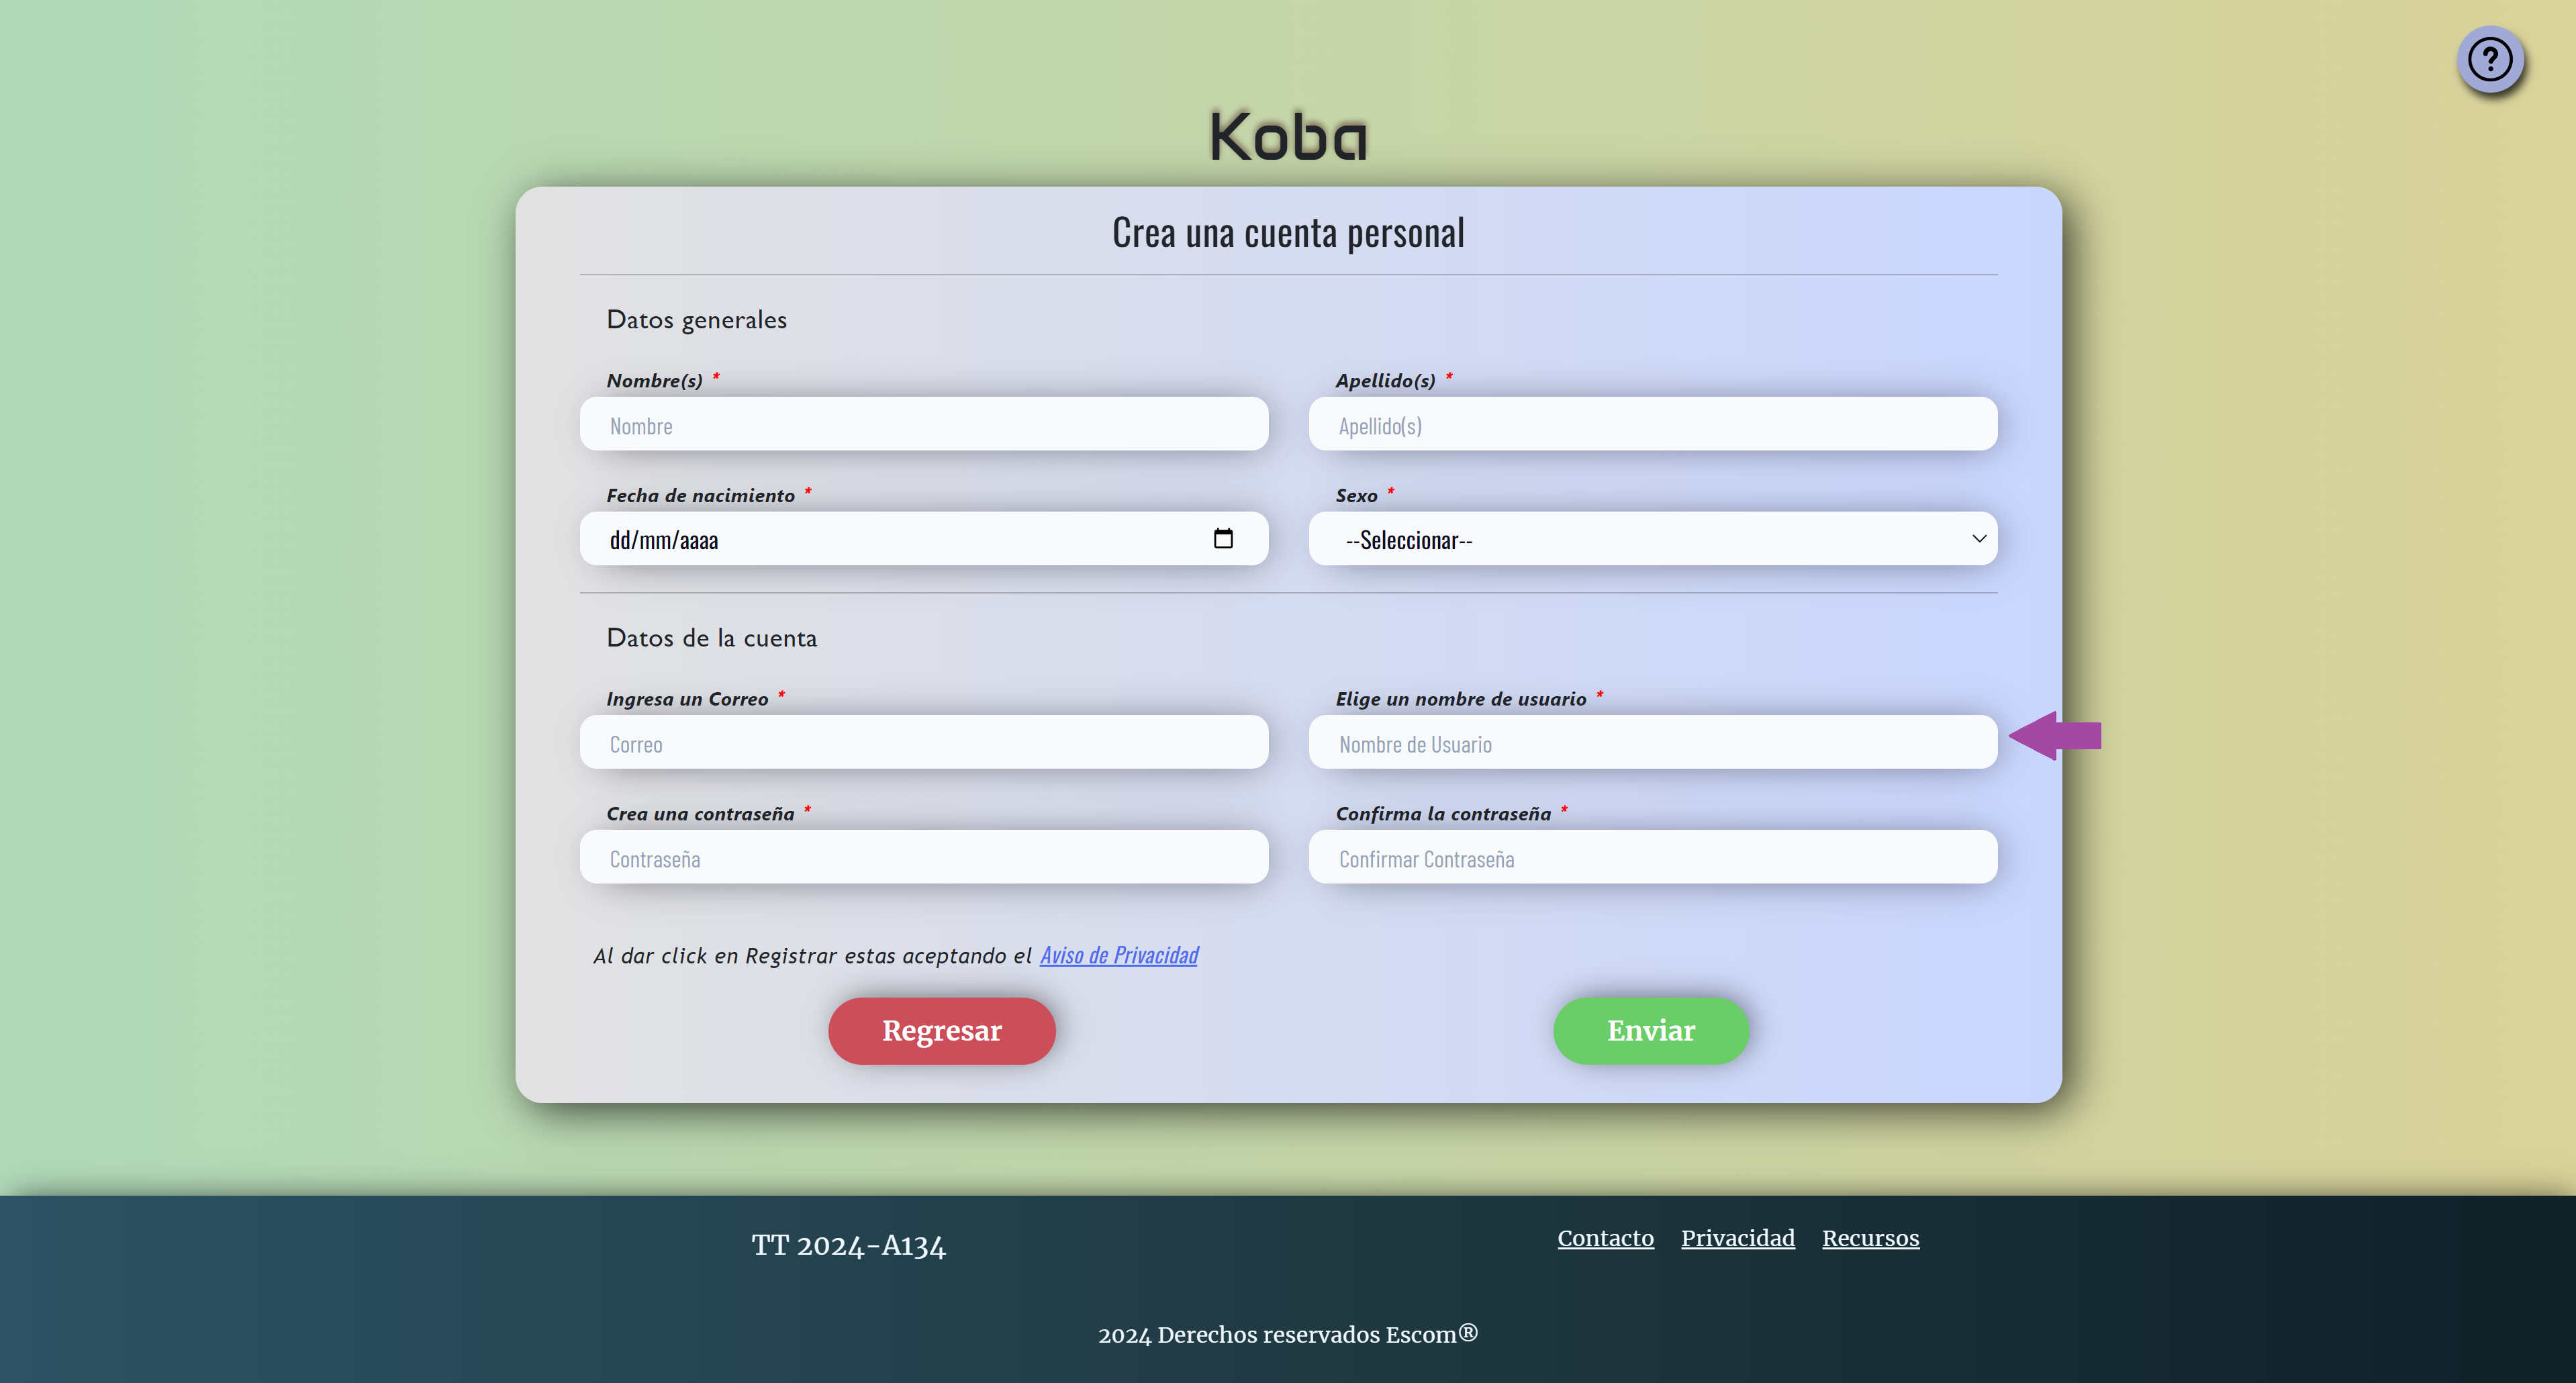 ?
Koba
Crea una cuenta personal
Datos generales
Nombre(s) *
Apellido(s) *
Nombre
Apellido(s)
Fecha de nacimiento *
Sexo *
dd/mm/aaaa
--Seleccionar--
Datos de la cuenta
Ingresa un Correo *
Elige un nombre de usuario *
Correo
Nombre de Usuario
Crea una contraseña *
Confirma la contraseña *
Contraseña
Confirmar Contraseña
Al dar click en Registrar estas aceptando el Aviso de Privacidad
Regresar
Enviar
TT 2024-A134
Contacto Privacidad Recursos
2024 Derechos reservados Escom®